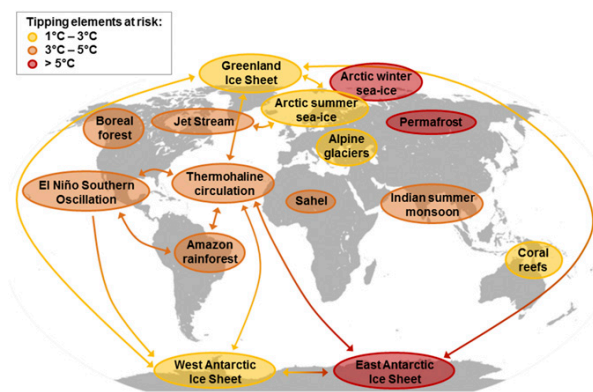 Tipping elements at risk:
1°C – 3°C
3°C – 5°C
> 5°C
Greenland
Ice Sheet
Arctic winter
sea-ice
Arctic summer
sea-ice
Boreal
forest
Jet Stream
Permafrost
Alpine
glaciers
El Niño Southern
Oscillation
Thermohaline
circulation
Sahel
Indian summer
monsoon
Amazon
rainforest
Coral
reefs
West Antarctic
Ice Sheet
East Antarctic
Ice Sheet